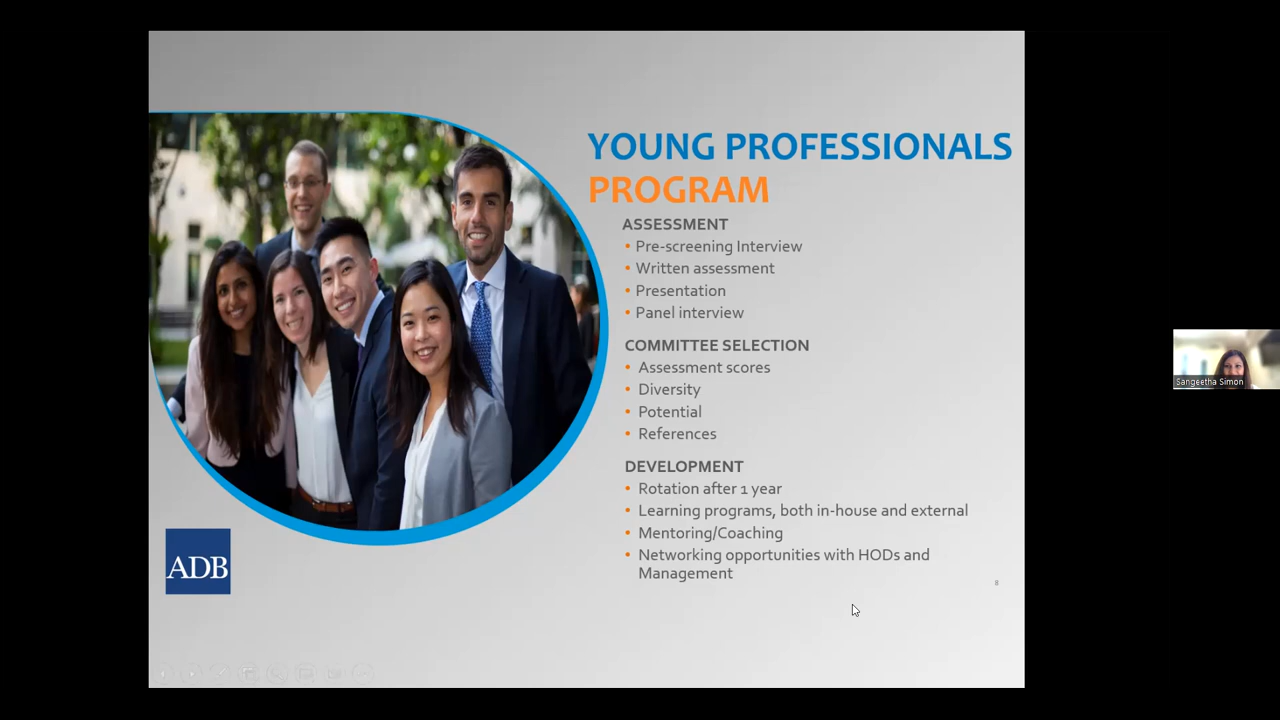 YOUNG PROFESSIONALS
PROGRAM
ASSESSMENT
• Pre-screening Interview
• Written assessment
• Presentation
• Panel interview
COMMITTEE SELECTION
• Assessment scores
• Diversity
• Potential
• References
DEVELOPMENT
• Rotation after 1 year
• Learning programs, both in-house and external
• Mentoring/Coaching
• Networking opportunities with HODs and
Management
8
ADB
Sangeetha Simon